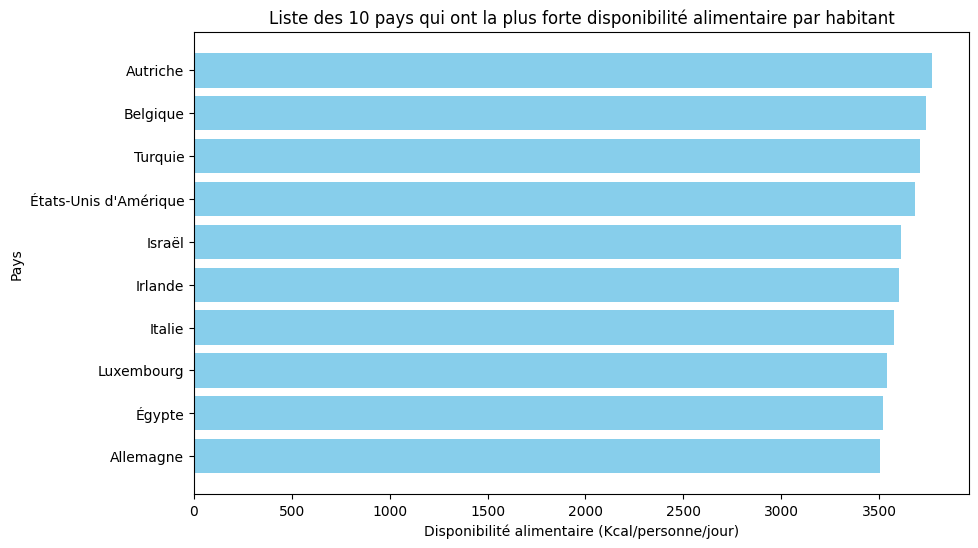 Liste des 10 pays qui ont la plus forte disponibilité alimentaire par habitant
Pays
Autriche
Belgique
Turquie
États-Unis d'Amérique
Israël
Irlande
Italie
Luxembourg
Égypte
Allemagne
0 500 1000 1500 2000 2500 3000 3500
Disponibilité alimentaire (Kcal/personne/jour)